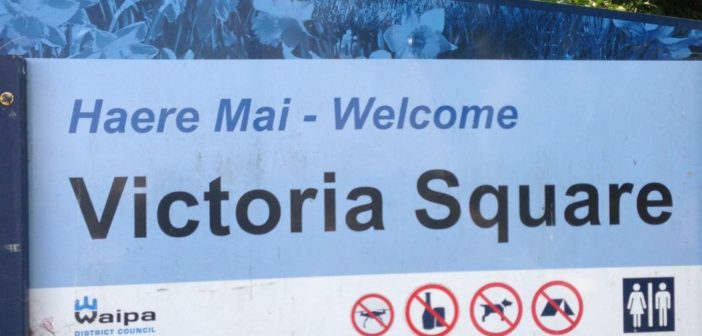 Haere Mai - Welcome
Victoria Square
Waipa
DISTRICT COUNCIL